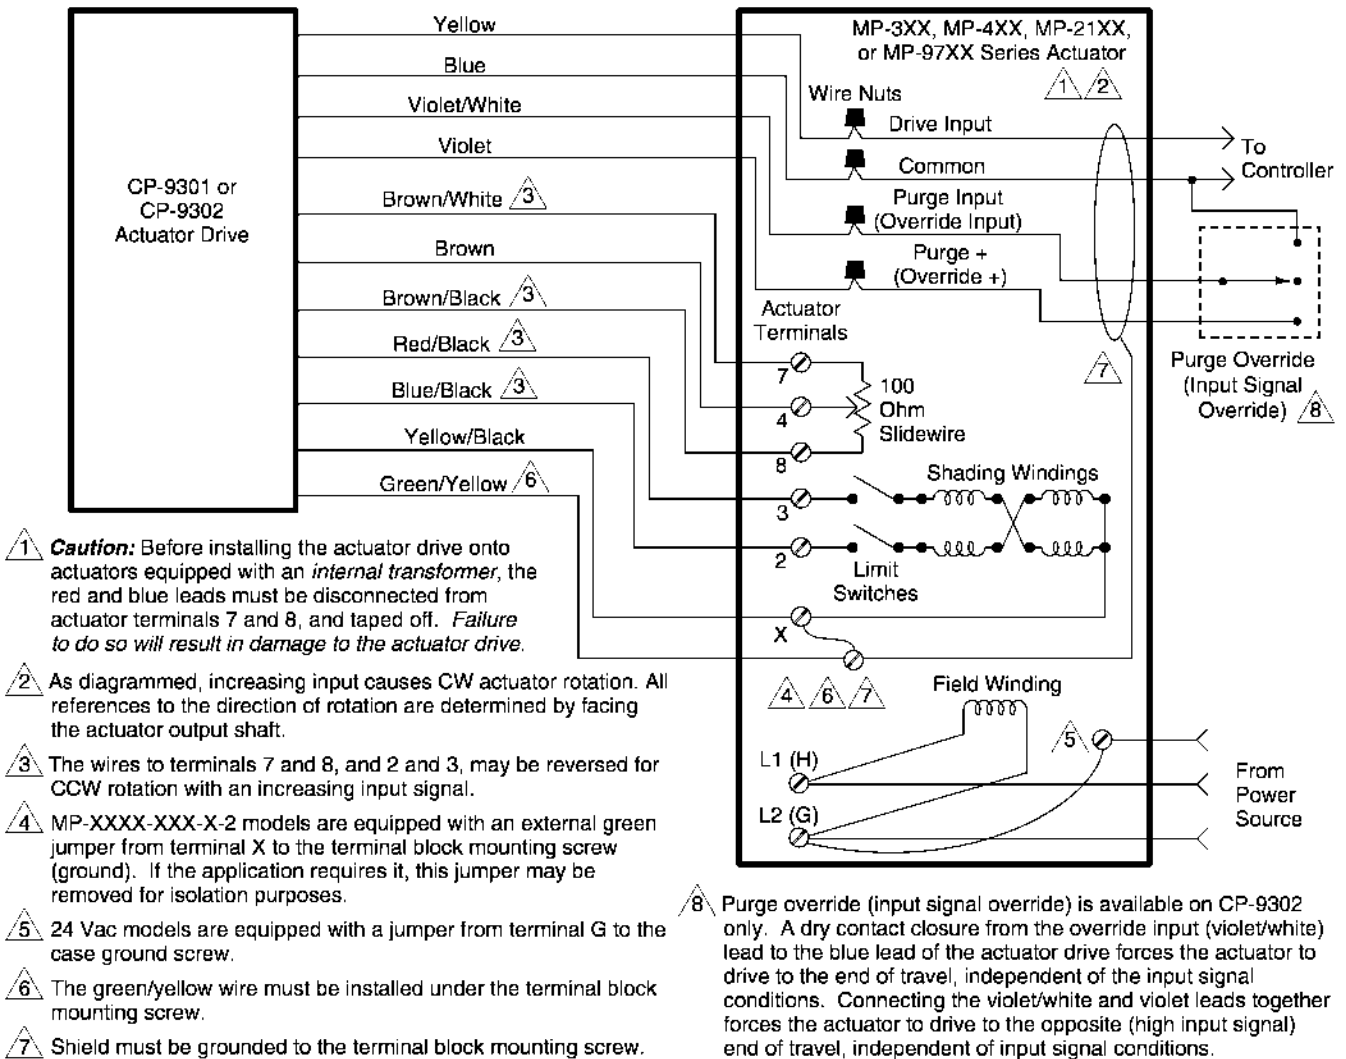 Yellow
Blue
Violet/White
Violet
Brown/White 3
Brown
Brown/Black 3
Red/Black 3
Blue/Black 3
Yellow/Black
Green/Yellow 6
CP-9301 or
CP-9302
Actuator Drive
MP-3XX, MP-4XX, MP-21XX,
or MP-97XX Series Actuator
1 2
Wire Nuts
Drive Input
Common
Purge Input
(Override Input)
Purge +
(Override +)
To
Controller
Actuator
Terminals
7
4
8
100
Ohm
Slidewire
7
Purge Override
(Input Signal
Override) 8
Shading Windings
3
2
Limit
Switches
X
4 6 7
Field Winding
5
L1 (H)
L2 (G)
From
Power
Source
1 Caution: Before installing the actuator drive onto
actuators equipped with an internal transformer, the
red and blue leads must be disconnected from
actuator terminals 7 and 8, and taped off. Failure
to do so will result in damage to the actuator drive.
2 As diagrammed, increasing input causes CW actuator rotation. All
references to the direction of rotation are determined by facing
the actuator output shaft.
3 The wires to terminals 7 and 8, and 2 and 3, may be reversed for
CCW rotation with an increasing input signal.
4 MP-XXXX-XXX-X-2 models are equipped with an external green
jumper from terminal X to the terminal block mounting screw
(ground). If the application requires it, this jumper may be
removed for isolation purposes.
5 24 Vac models are equipped with a jumper from terminal G to the
case ground screw.
6 The green/yellow wire must be installed under the terminal block
mounting screw.
7 Shield must be grounded to the terminal block mounting screw.
8 Purge override (input signal override) is available on CP-9302
only. A dry contact closure from the override input (violet/white)
lead to the blue lead of the actuator drive forces the actuator to
drive to the end of travel, independent of the input signal
conditions. Connecting the violet/white and violet leads together
forces the actuator to drive to the opposite (high input signal)
end of travel, independent of input signal conditions.